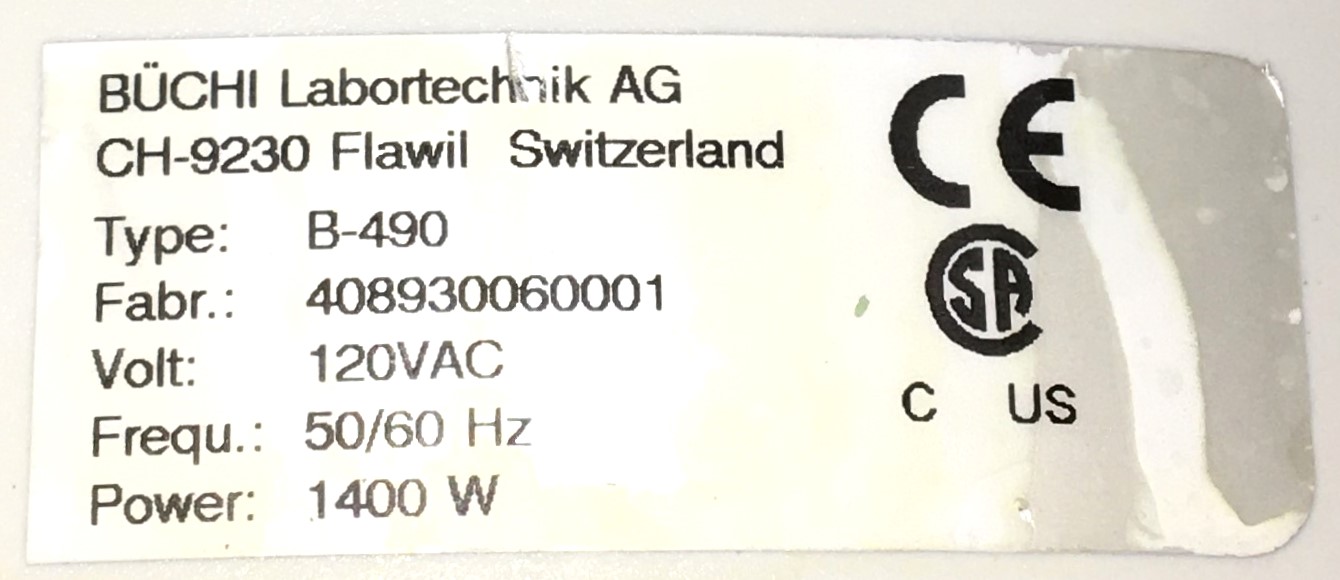 BÜCHI Labortechnik AG
CH-9230 Flawil Switzerland
Type: B-490
Fabr.: 408930060001
Volt: 120VAC
Frequ.: 50/60 Hz
Power: 1400 W
CE
CSA
C US